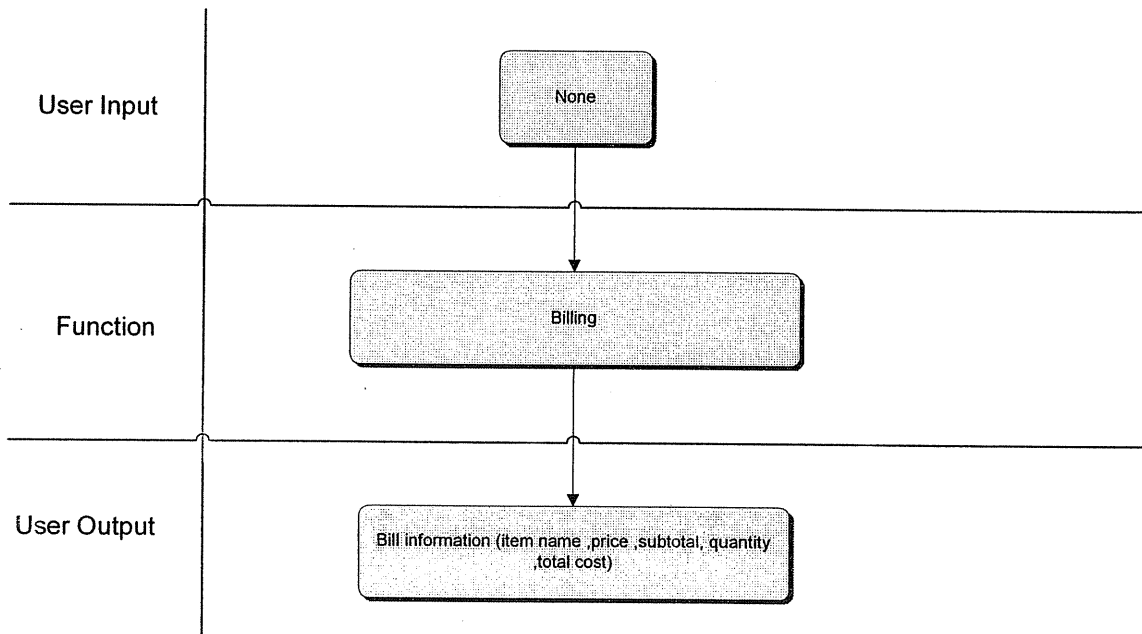 User Input
None
Function
Billing
User Output
Bill information (item name ,price ,subtotal, quantity
,total cost)